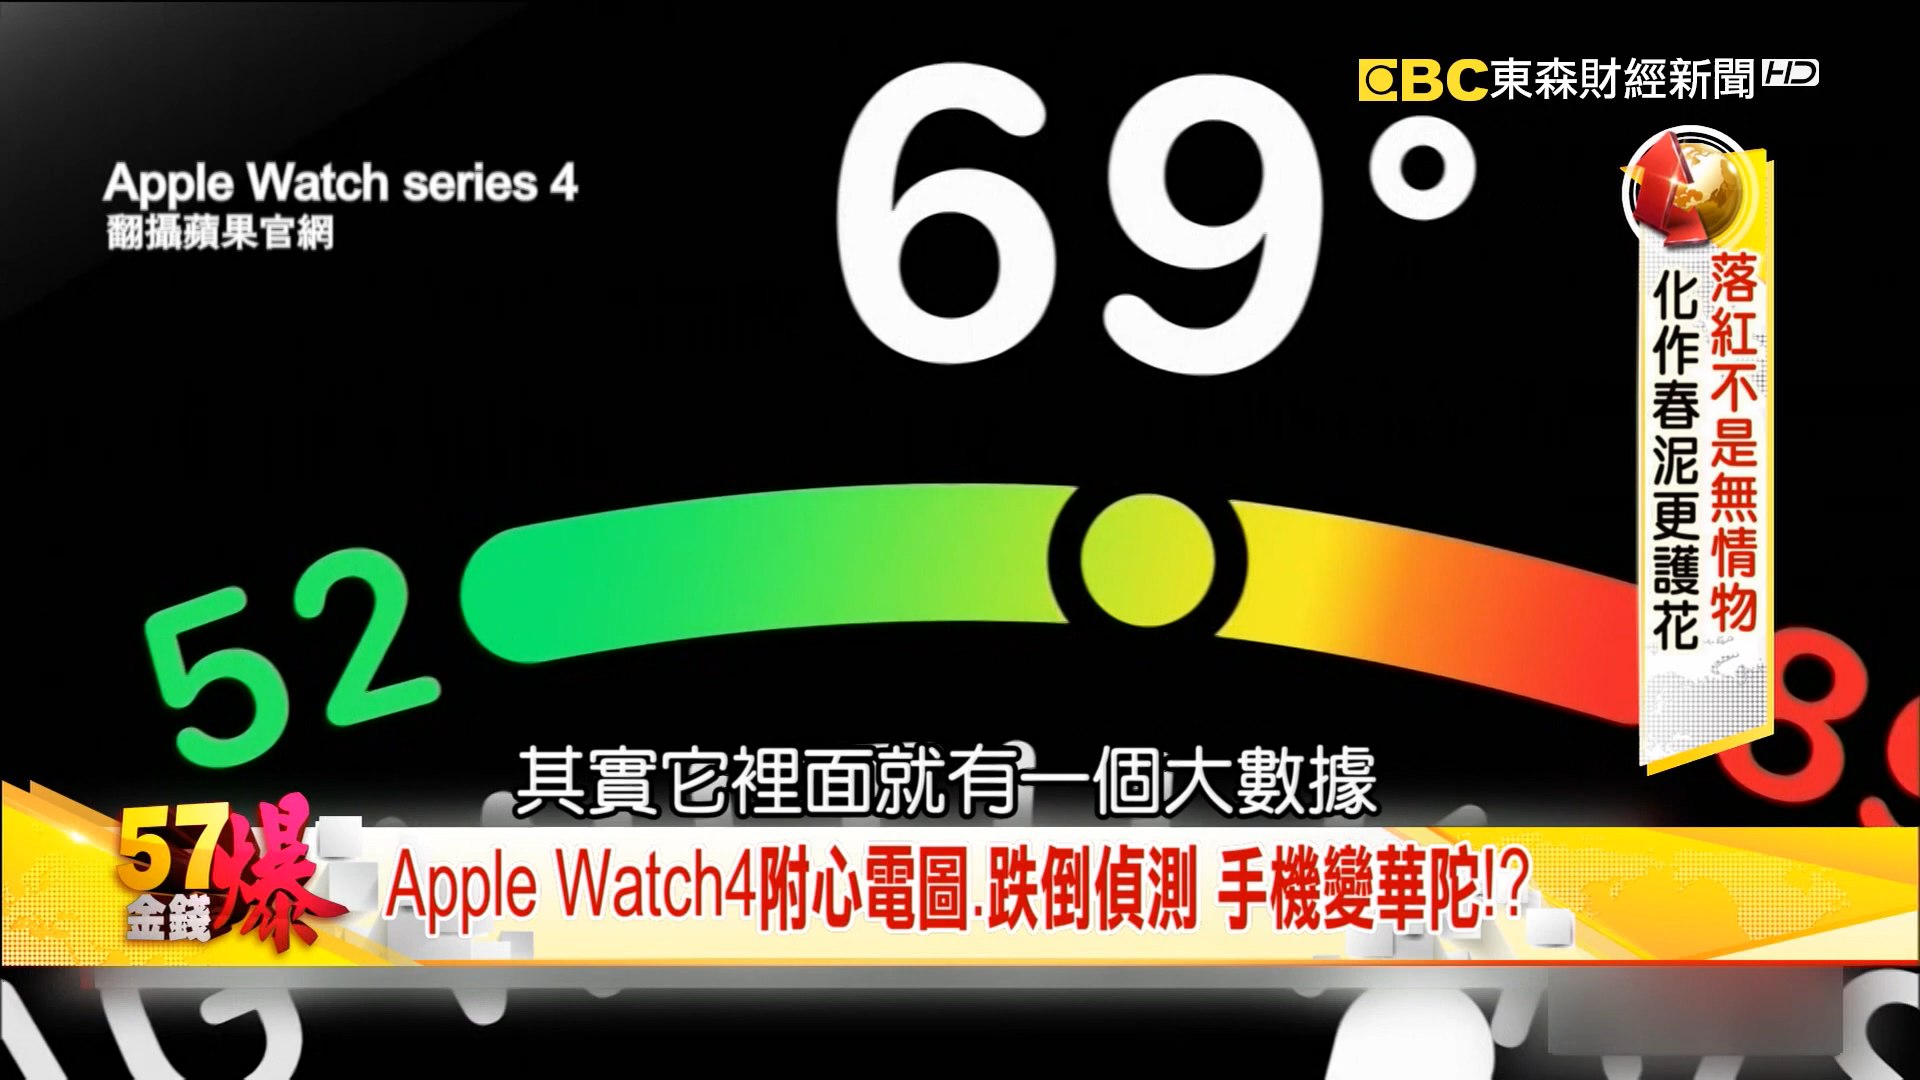 69°
EBC東森財經新聞HD
Apple Watch series 4
翻攝蘋果官網
落紅不是無情物
化作春泥更護花
52
其實它裡面就有一個大數據
57金錢爆
Apple Watch4附心電圖.跌倒偵測 手機變華陀!?